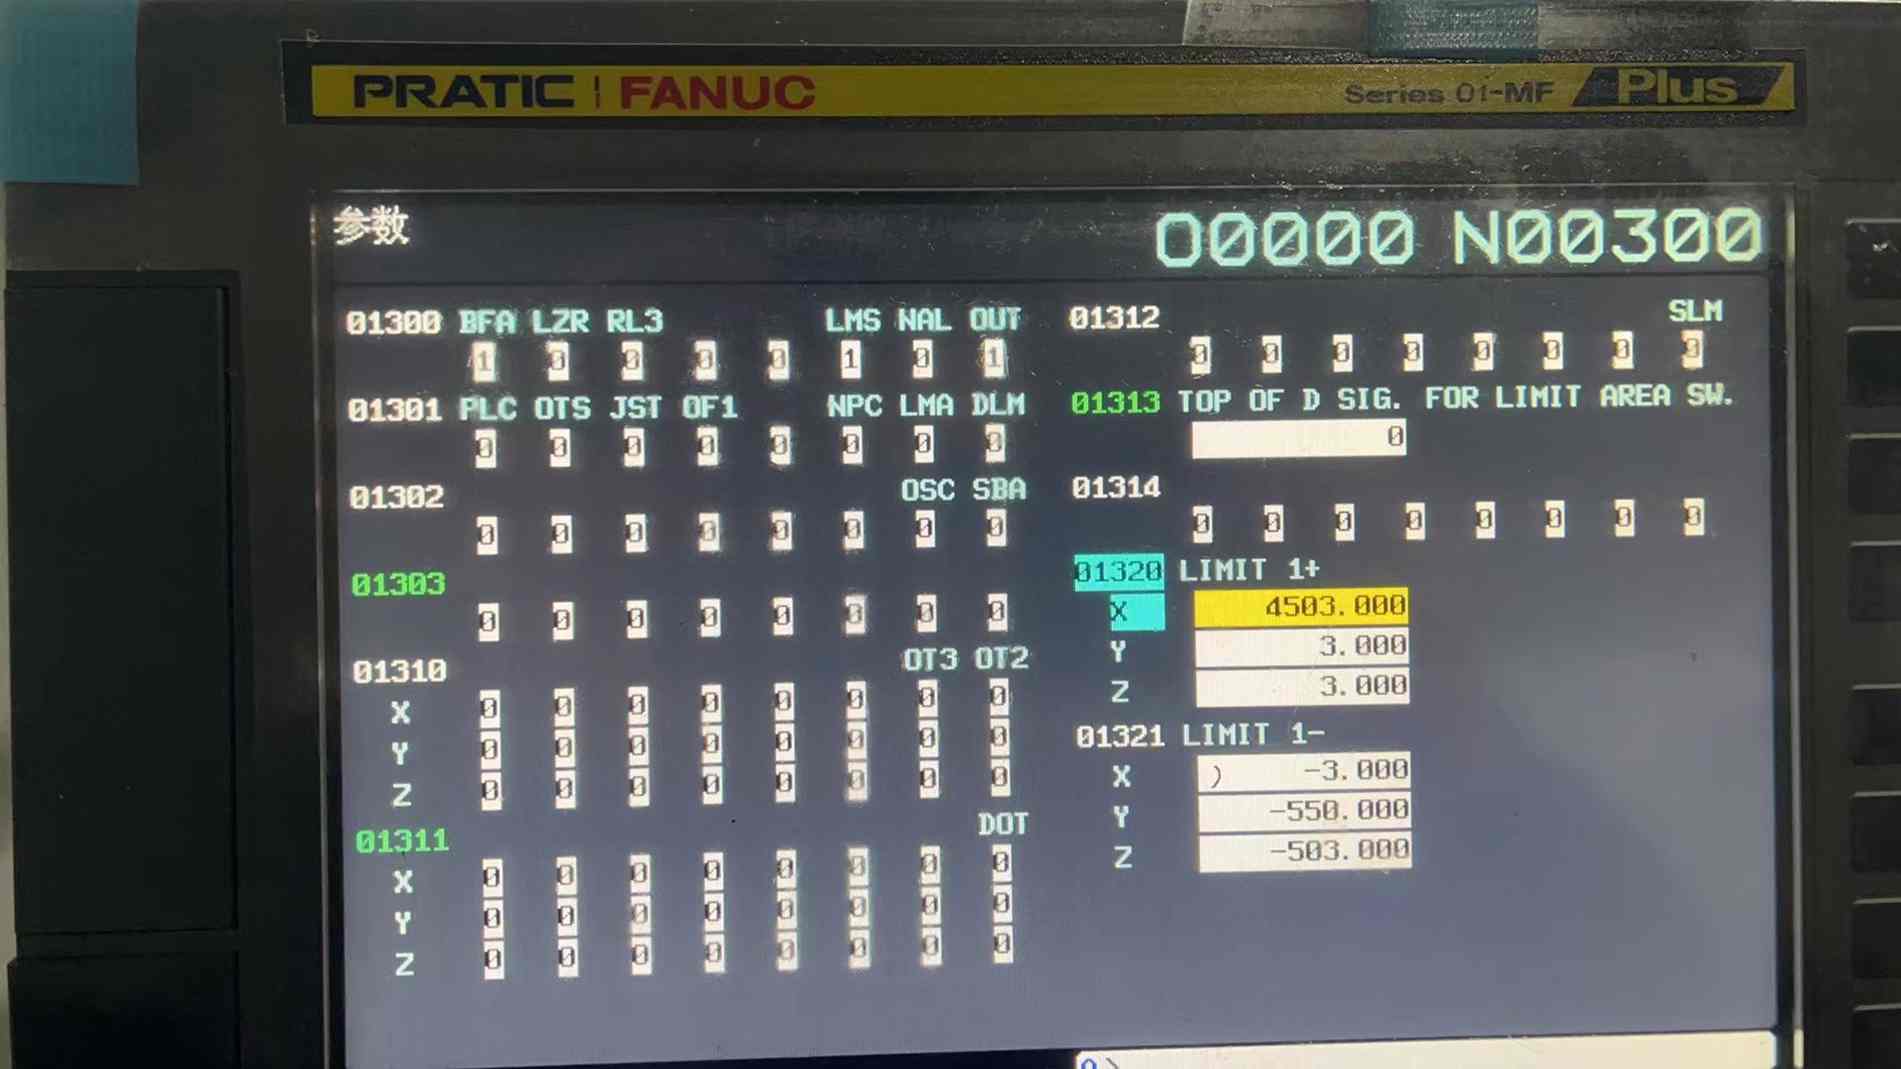 PRATIC | FANUC
Series 01-MF Plus
参数
O0000 N00300
01300 BFA LZR RL3 LMS NAL OUT
1 0 0 0 0 1 0 1
01301 PLC OTS JST OF1 NPC LMA DLM
0 0 0 0 0 0 0 0
01302 OSC SBA
0 0 0 0 0 0 0 0
01303
0 0 0 0 0 0 0 0
01310 OT3 OT2
X 0 0 0 0 0 0 0 0
Y 0 0 0 0 0 0 0 0
Z 0 0 0 0 0 0 0 0
01311 DOT
X 0 0 0 0 0 0 0 0
Y 0 0 0 0 0 0 0 0
Z 0 0 0 0 0 0 0 0
01312 SLM
0 0 0 0 0 0 0 0
01313 TOP OF D SIG. FOR LIMIT AREA SW.
0
01314
0 0 0 0 0 0 0 0
01320 LIMIT 1+
X 4503.000
Y 3.000
Z 3.000
01321 LIMIT 1-
X ) -3.000
Y -550.000
Z -503.000